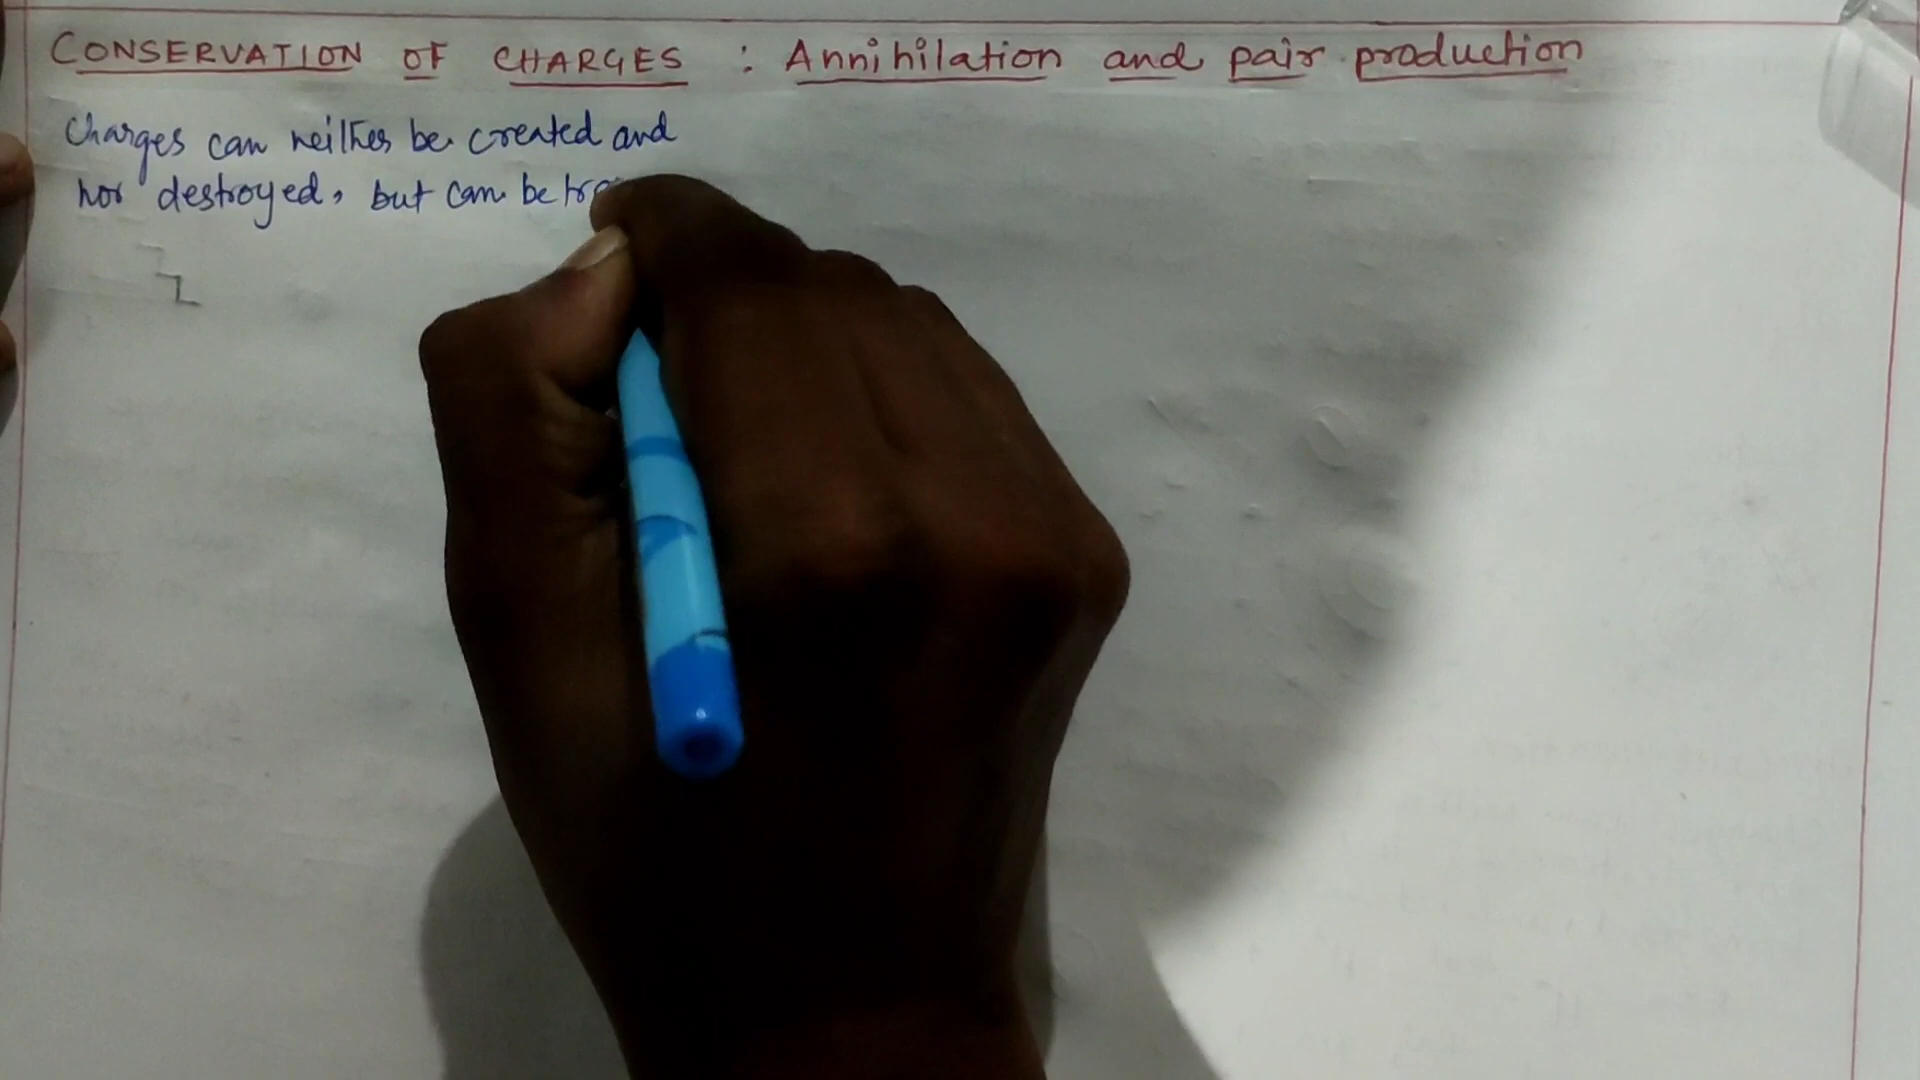 CONSERVATION OF CHARGES : Annihilation and pair production
Charges can neither be created and
nor destroyed, but can be